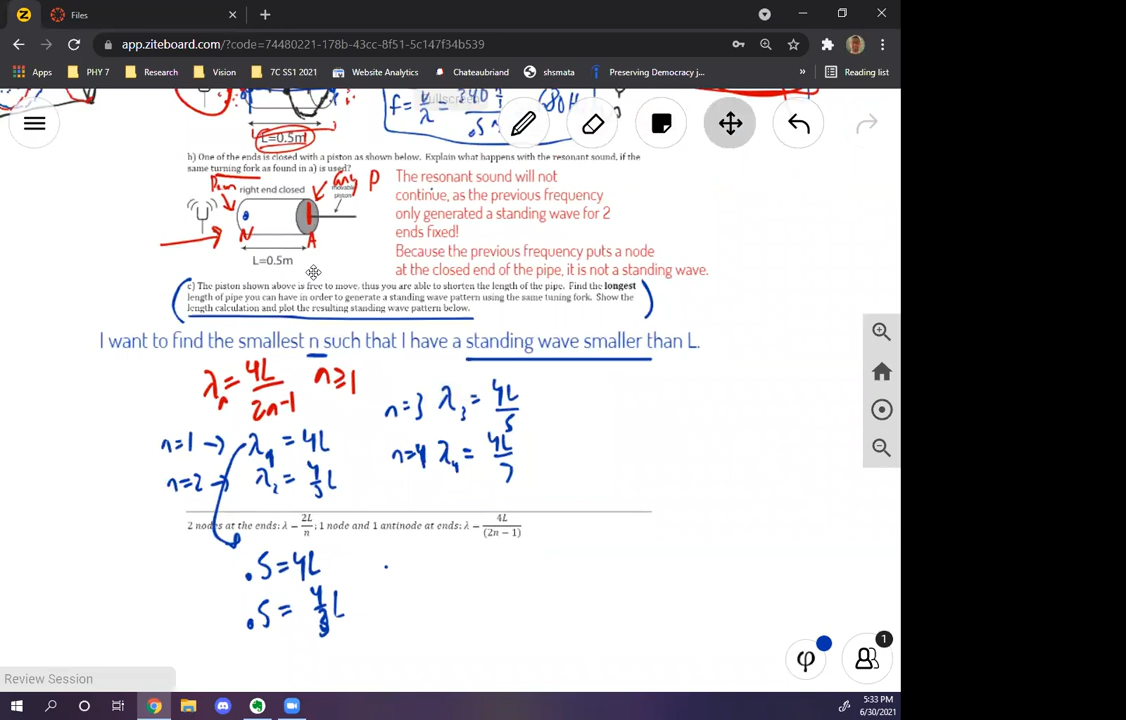 Files
app.ziteboard.com/?code=74480221-178b-43cc-8f51-5c147f34b539
Apps
PHY 7
Research
Vision
7C SS1 2021
Website Analytics
Chateaubriand
shsmata
Preserving Democracy j...
»
Reading list
L=0.5m
f = v/λ = 340/.5
b) One of the ends is closed with a piston as shown below. Explain what happens with the resonant sound, if the
same turning fork as found in a) is used?
right end closed
any P
movable
piston
N
A
L=0.5m
The resonant sound will not
continue, as the previous frequency
only generated a standing wave for 2
ends fixed!
Because the previous frequency puts a node
at the closed end of the pipe, it is not a standing wave.
c) The piston shown above is free to move, thus you are able to shorten the length of the pipe. Find the longest
length of pipe you can have in order to generate a standing wave pattern using the same tuning fork. Show the
length calculation and plot the resulting standing wave pattern below.
I want to find the smallest n such that I have a standing wave smaller than L.
λn = 4L/2n-1 n≥1
n=1 → λ1 = 4L
n=2 → λ2 = 4/3 L
n=3 λ3 = 4L/5
n=4 λ4 = 4L/7
2 nodes at the ends: λ = 2L/n; 1 node and 1 antinode at ends: λ = 4L/(2n − 1)
.5 = 4L
.5 = 4/3 L
1
Review Session
5:33 PM
6/30/2021